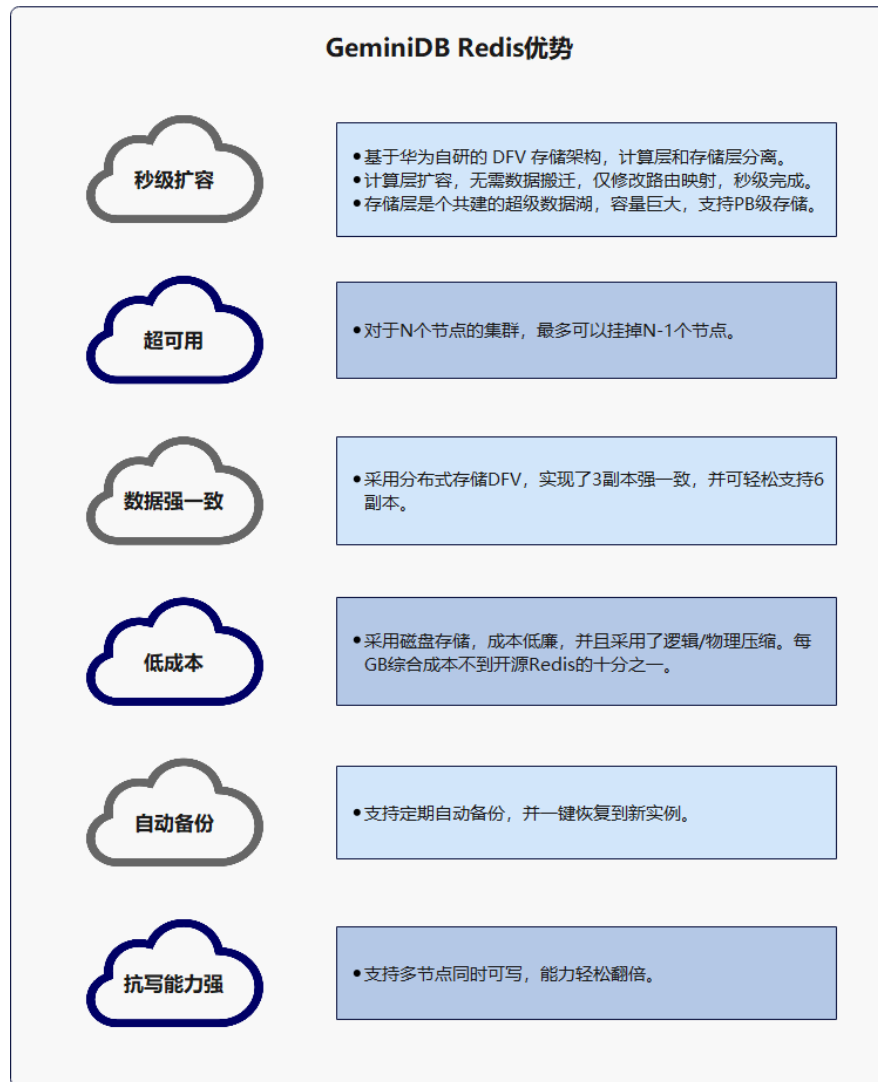 GeminiDB Redis优势
秒级扩容
●基于华为自研的 DFV 存储架构，计算层和存储层分离。
●计算层扩容，无需数据搬迁，仅修改路由映射，秒级完成。
●存储层是个共建的超级数据湖，容量巨大，支持PB级存储。
超可用
●对于N个节点的集群，最多可以挂掉N-1个节点。
数据强一致
●采用分布式存储DFV，实现了3副本强一致，并可轻松支持6
副本。
低成本
●采用磁盘存储，成本低廉，并且采用了逻辑/物理压缩。每
GB综合成本不到开源Redis的十分之一。
自动备份
●支持定期自动备份，并一键恢复到新实例。
抗写能力强
●支持多节点同时可写，能力轻松翻倍。